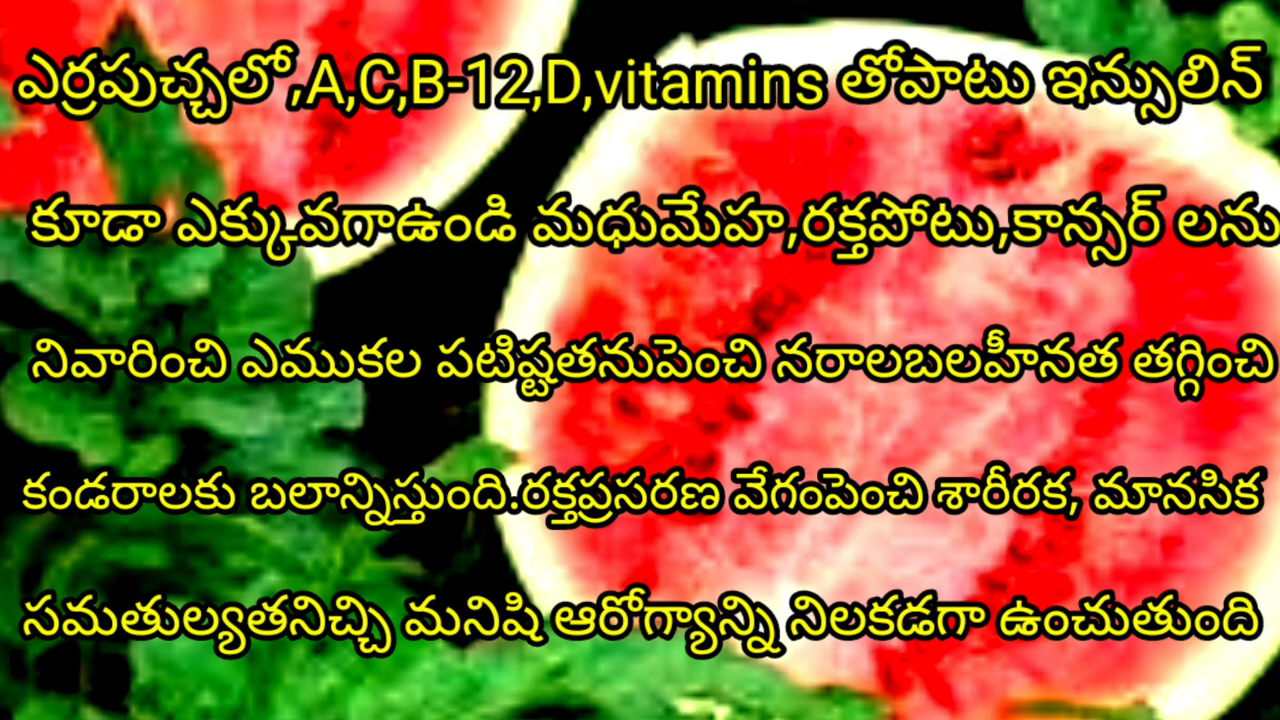 ఎర్రపుచ్చలో,A,C,B-12,D,vitamins తోపాటు ఇన్సులిన్
కూడా ఎక్కువగాఉండి మధుమేహ,రక్తపోటు,కాన్సర్ లను
నివారించి ఎముకల పటిష్టతనుపెంచి నరాలబలహీనత తగ్గించి
కండరాలకు బలాన్నిస్తుంది.రక్తప్రసరణ వేగంపెంచి శారీరక, మానసిక
సమతుల్యతనిచ్చి మనిషి ఆరోగ్యాన్ని నిలకడగా ఉంచుతుంది